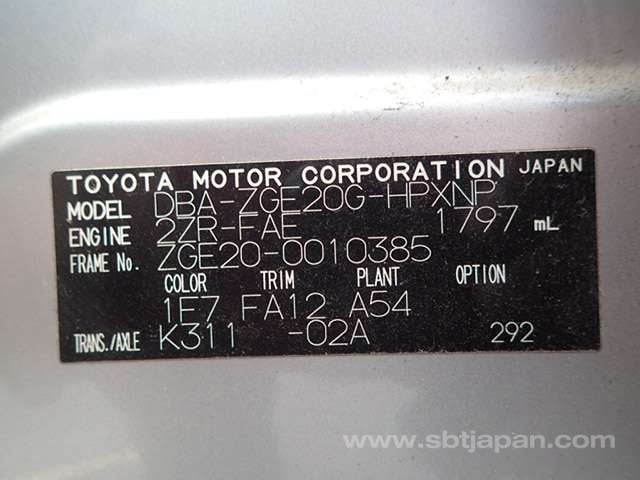 TOYOTA MOTOR CORPORATION JAPAN
MODEL DBA-ZGE20G-HPXNP
ENGINE 2ZR-FAE 1797 mL
FRAME No. ZGE20-0010385
COLOR TRIM PLANT OPTION
1E7 FA12 A54
TRANS./AXLE K311 -02A 292
www.sbtjapan.com